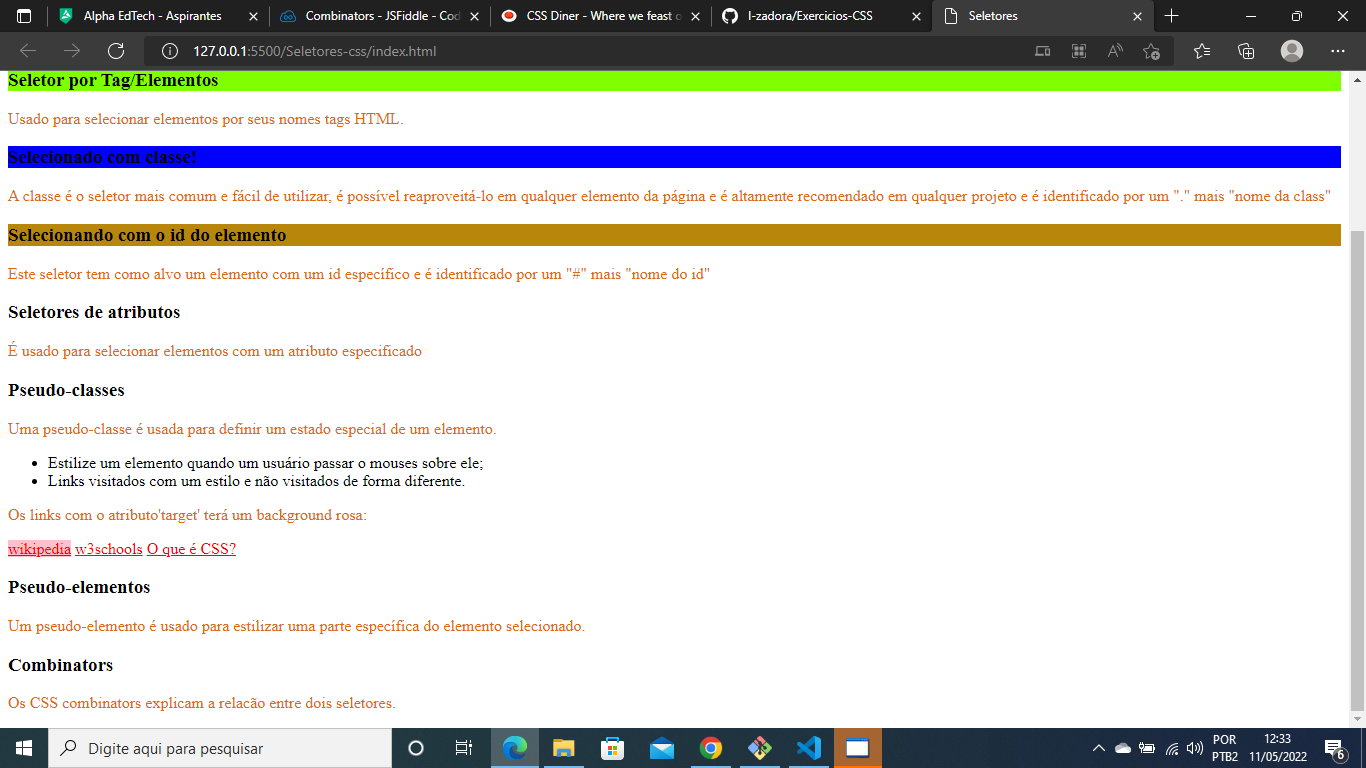 Alpha EdTech - Aspirantes
Combinators - JSFiddle - Cod
CSS Diner - Where we feast o
I-zadora/Exercicios-CSS
Seletores
127.0.0.1:5500/Seletores-css/index.html
Seletor por Tag/Elementos
Usado para selecionar elementos por seus nomes tags HTML.
Selecionado com classe!
A classe é o seletor mais comum e fácil de utilizar, é possível reaproveitá-lo em qualquer elemento da página e é altamente recomendado em qualquer projeto e é identificado por um "." mais "nome da class"
Selecionando com o id do elemento
Este seletor tem como alvo um elemento com um id específico e é identificado por um "#" mais "nome do id"
Seletores de atributos
É usado para selecionar elementos com um atributo especificado
Pseudo-classes
Uma pseudo-classe é usada para definir um estado especial de um elemento.
• Estilize um elemento quando um usuário passar o mouses sobre ele;
• Links visitados com um estilo e não visitados de forma diferente.
Os links com o atributo'target' terá um background rosa:
wikipedia w3schools O que é CSS?
Pseudo-elementos
Um pseudo-elemento é usado para estilizar uma parte específica do elemento selecionado.
Combinators
Os CSS combinators explicam a relacão entre dois seletores.
Digite aqui para pesquisar
POR
PTB2
12:33
11/05/2022
6